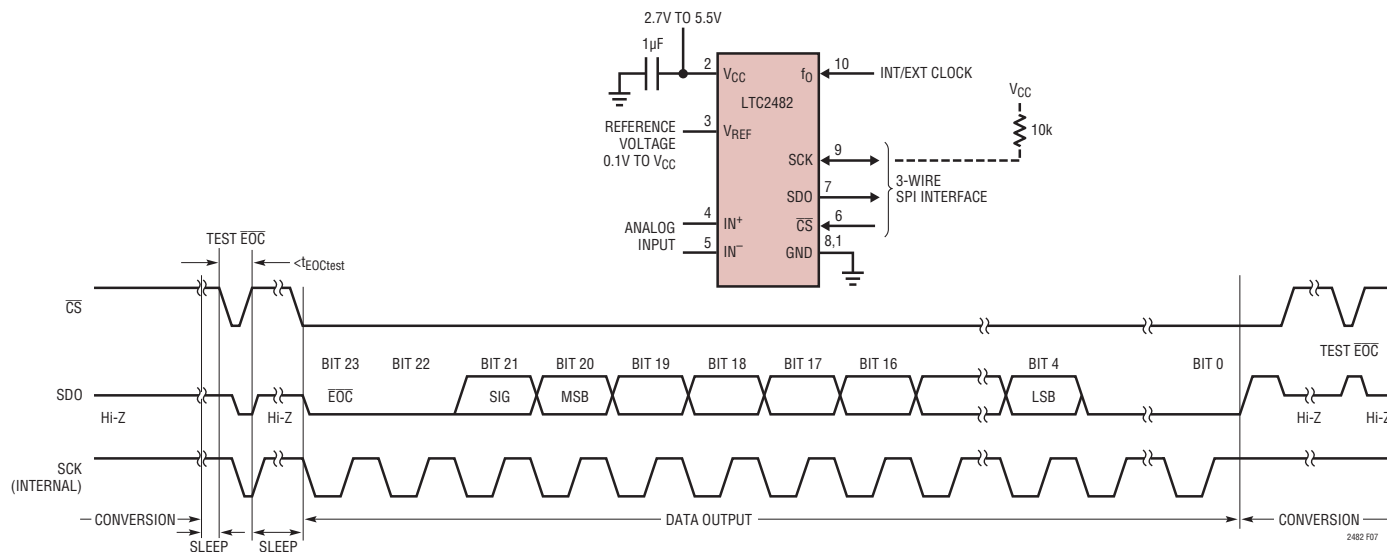 2.7V TO 5.5V
1µF
2
VCC
fO
10
INT/EXT CLOCK
LTC2482
VCC
10k
REFERENCE
VOLTAGE
0.1V TO VCC
3
VREF
SCK
9
SDO
7
3-WIRE
SPI INTERFACE
ANALOG
INPUT
4
IN+
CS
6
5
IN–
GND
8,1
TEST EOC
<tEOCtest
CS
BIT 23
BIT 22
BIT 21
BIT 20
BIT 19
BIT 18
BIT 17
BIT 16
BIT 4
BIT 0
TEST EOC
SDO
EOC
SIG
MSB
LSB
Hi-Z
Hi-Z
Hi-Z
Hi-Z
SCK
(INTERNAL)
CONVERSION
DATA OUTPUT
CONVERSION
SLEEP
SLEEP
2482 F07